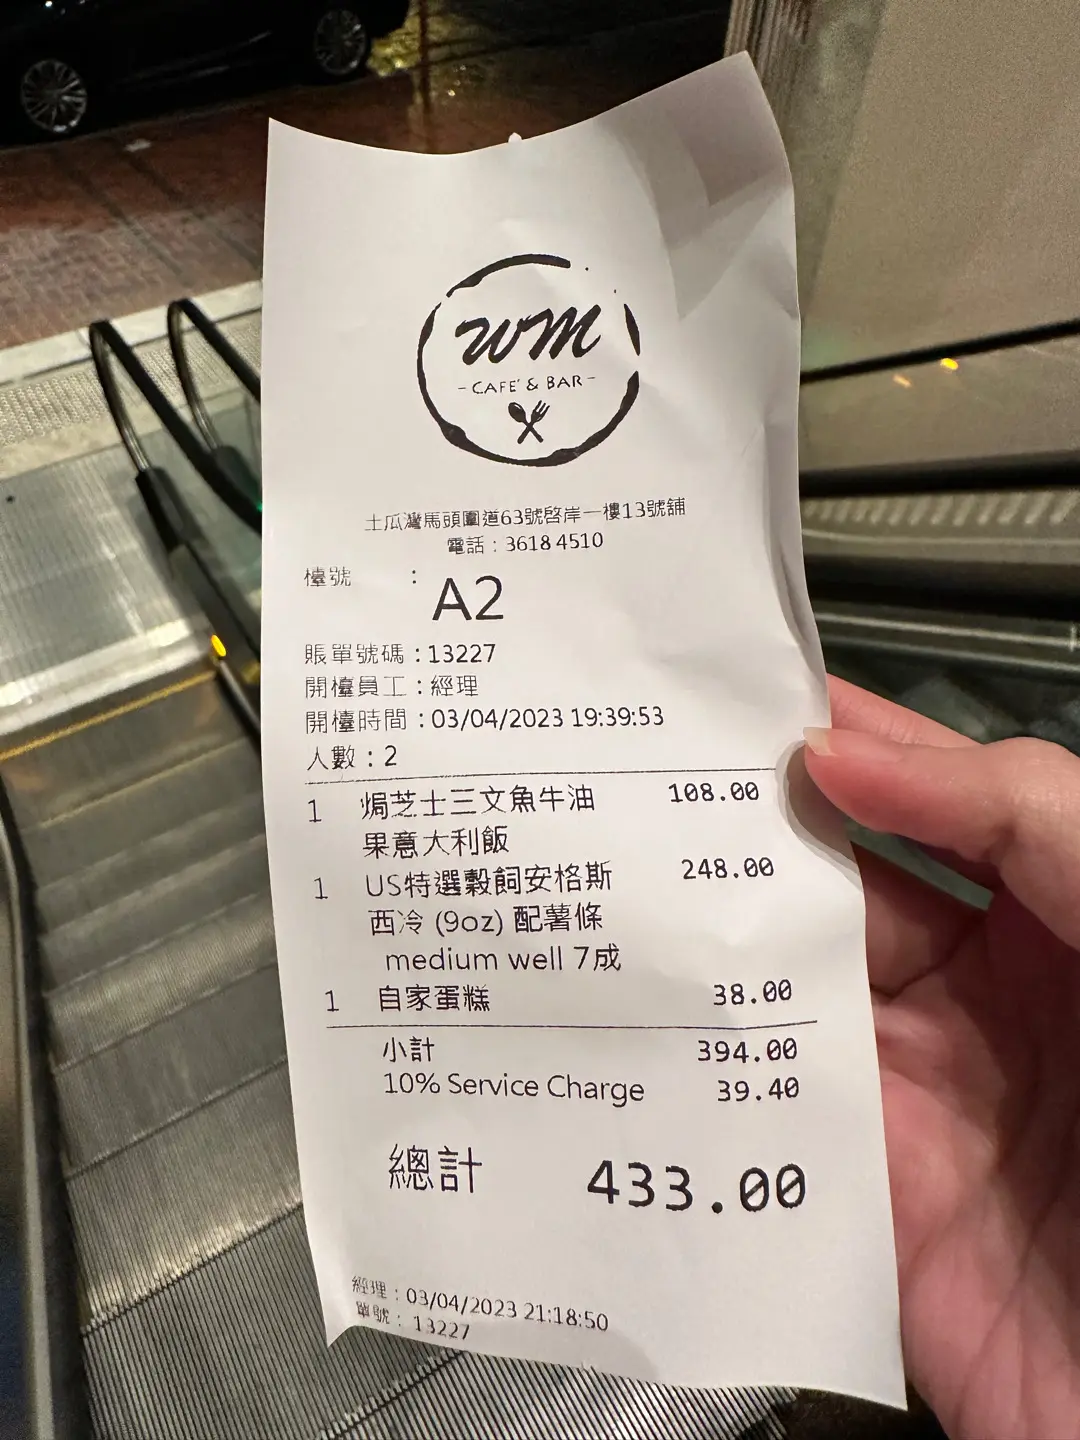 wm
- CAFE' & BAR -
土瓜灣馬頭圍道63號啓岸一樓13號舖
電話：3618 4510
檯號 ：
A2
賬單號碼：13227
開檯員工：經理
開檯時間：03/04/2023 19:39:53
人數：2
1 焗芝士三文魚牛油 108.00
果意大利飯
1 US特選穀飼安格斯 248.00
西冷 (9oz) 配薯條
medium well 7成
1 自家蛋糕 38.00
小計 394.00
10% Service Charge 39.40
總計 433.00
經理：03/04/2023 21:18:50
單號：13227